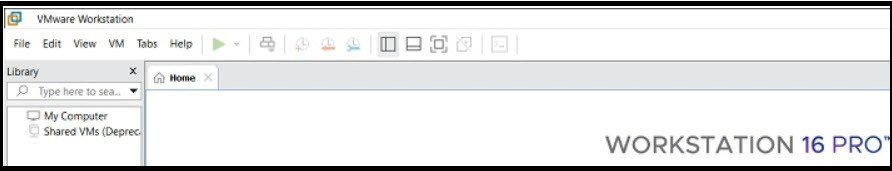 VMware Workstation
File Edit View VM Tabs Help
Library X
Home
Type here to sea...
My Computer
Shared VMs (Deprec
WORKSTATION 16 PRO™